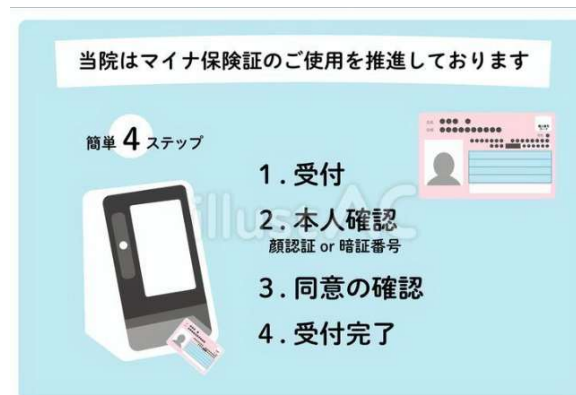 当院はマイナ保険証のご使用を推進しております
簡単 4 ステップ
1 . 受付
2 . 本人確認
顔認証 or 暗証番号
3 . 同意の確認
4 . 受付完了
illustAC